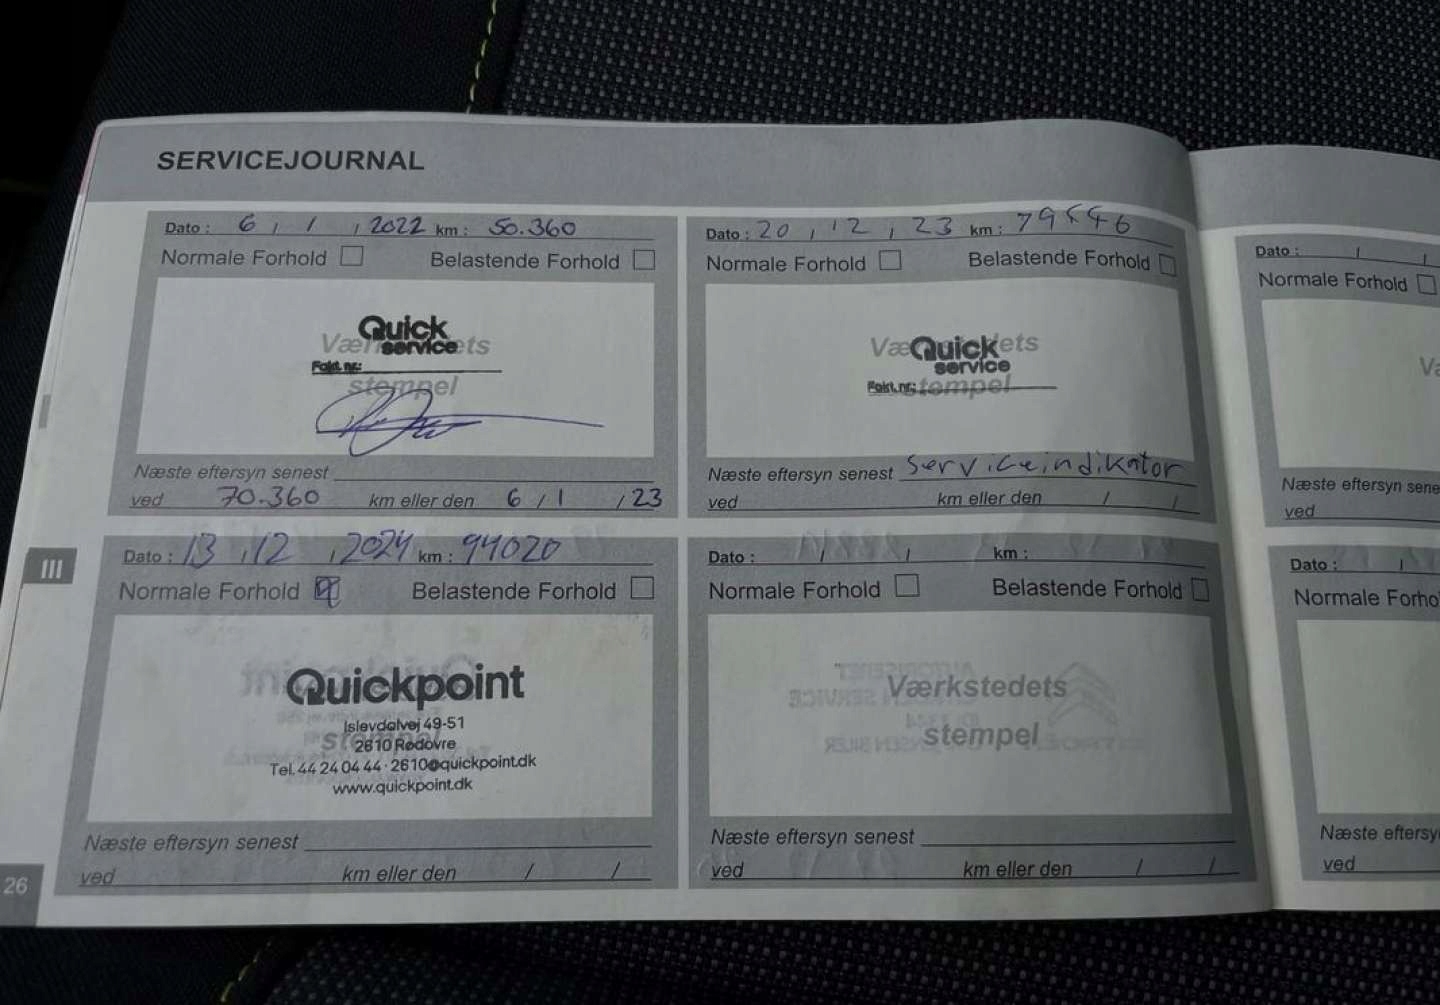 SERVICEJOURNAL
Dato : 6 / 1 / 2022 km : 50.360
Normale Forhold Belastende Forhold
Værkstedets
Quick
service
Fakt. nr.:
stempel
Næste eftersyn senest
ved 70.360 km eller den 6 / 1 / 23
Dato : 20 / 12 / 23 km :
Normale Forhold Belastende Forhold
Værkstedets
Quick
service
Fakt. nr.:
stempel
Næste eftersyn senest serviceindikator
ved km eller den / /
III
Dato : 13 / 12 / 2024 km : 94020
Normale Forhold Belastende Forhold
Quickpoint
Islevdalvej 49-51
stempel
2610 Rødovre
Tel. 44 24 04 44 · 2610@quickpoint.dk
www.quickpoint.dk
Næste eftersyn senest
ved km eller den / /
Dato : / / km :
Normale Forhold Belastende Forhold
Værkstedets
stempel
Næste eftersyn senest
ved km eller den / /
26
Dato : / /
Normale Forhold
Næste eftersyn sene
ved
Dato : /
Normale Forho
Næste eftersy
ved